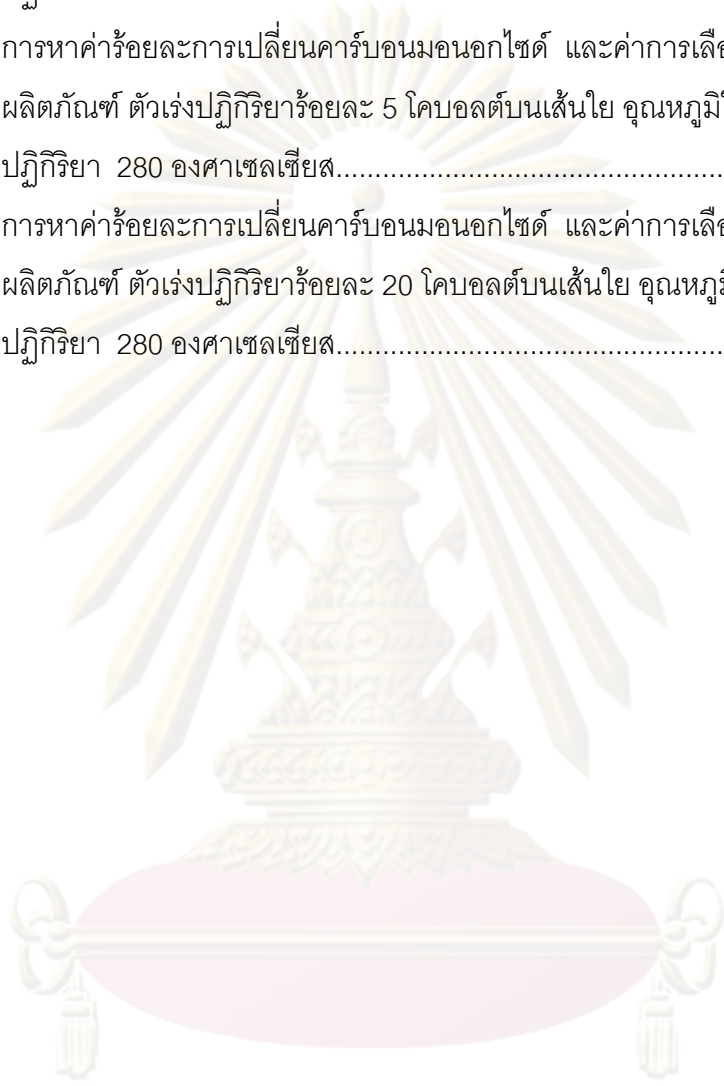 การหาค่าร้อยละการเปลี่ยนคาร์บอนมอนอกไซด์ และค่าการเลือ
ผลิตภัณฑ์ ตัวเร่งปฏิกิริยาร้อยละ 5 โคบอลต์บนเส้นใย อุณหภูมิ
ปฏิกิริยา 280 องศาเซลเซียส..................................................
การหาค่าร้อยละการเปลี่ยนคาร์บอนมอนอกไซด์ และค่าการเลือ
ผลิตภัณฑ์ ตัวเร่งปฏิกิริยาร้อยละ 20 โคบอลต์บนเส้นใย อุณหภูมิ
ปฏิกิริยา 280 องศาเซลเซียส..................................................